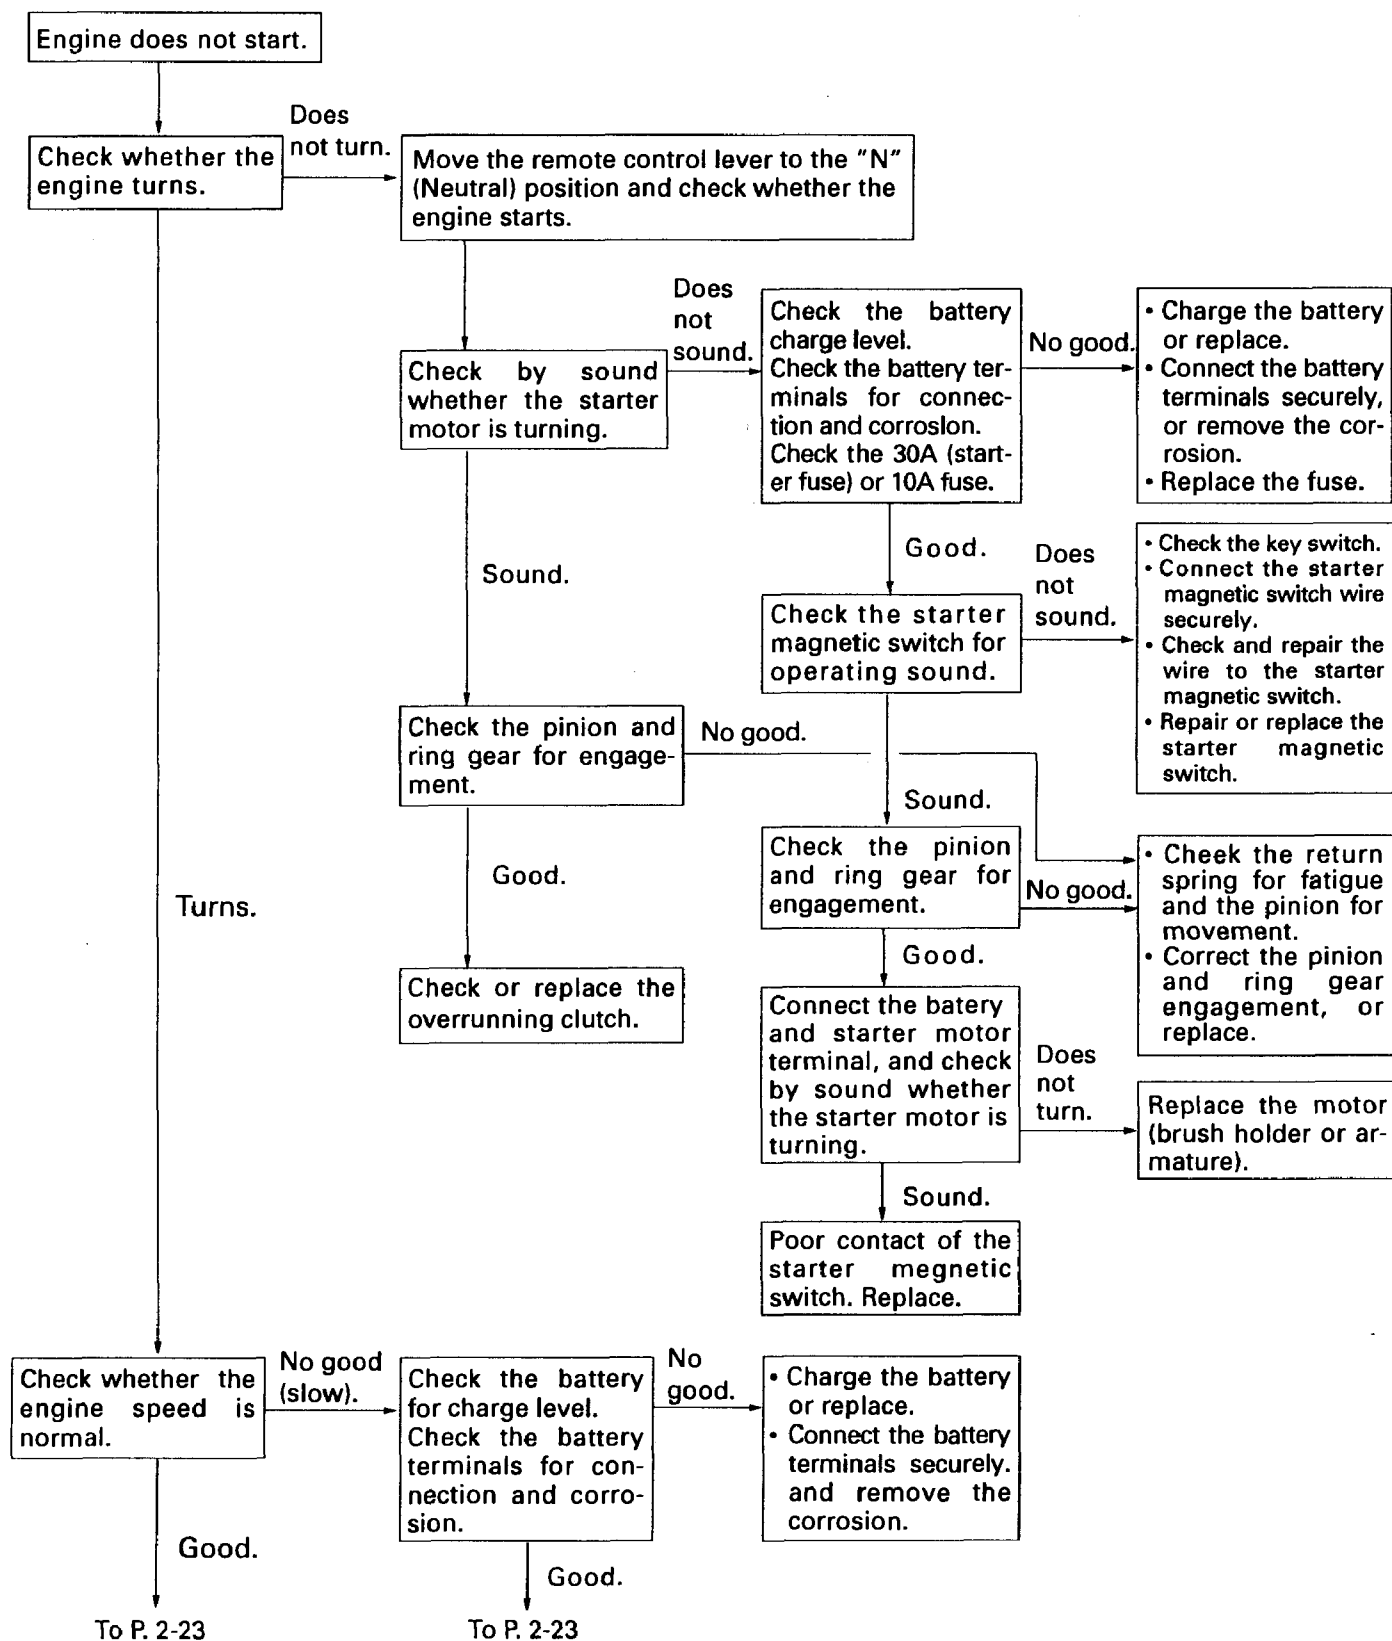 Engine does not start.
Does
not turn.
Check whether the
engine turns.
Move the remote control lever to the "N"
(Neutral) position and check whether the
engine starts.
Does
not
sound.
Check by sound
whether the starter
motor is turning.
Check the battery
charge level.
Check the battery ter-
minals for connec-
tion and corrosion.
Check the 30A (start-
er fuse) or 10A fuse.
No good.
• Charge the battery
or replace.
• Connect the battery
terminals securely,
or remove the cor-
rosion.
• Replace the fuse.
Sound.
Good.
Does
not
sound.
Check the starter
magnetic switch for
operating sound.
• Check the key switch.
• Connect the starter
magnetic switch wire
securely.
• Check and repair the
wire to the starter
magnetic switch.
• Repair or replace the
starter magnetic
switch.
Check the pinion and
ring gear for engage-
ment.
No good.
Sound.
Good.
Check the pinion
and ring gear for
engagement.
No good.
• Cheek the return
spring for fatigue
and the pinion for
movement.
• Correct the pinion
and ring gear
engagement, or
replace.
Turns.
Good.
Check or replace the
overrunning clutch.
Connect the batery
and starter motor
terminal, and check
by sound whether
the starter motor is
turning.
Does
not
turn.
Replace the motor
(brush holder or ar-
mature).
Sound.
Poor contact of the
starter megnetic
switch. Replace.
Check whether the
engine speed is
normal.
No good
(slow).
Check the battery
for charge level.
Check the battery
terminals for con-
nection and corro-
sion.
No
good.
• Charge the battery
or replace.
• Connect the battery
terminals securely.
and remove the
corrosion.
Good.
Good.
To P. 2-23
To P. 2-23